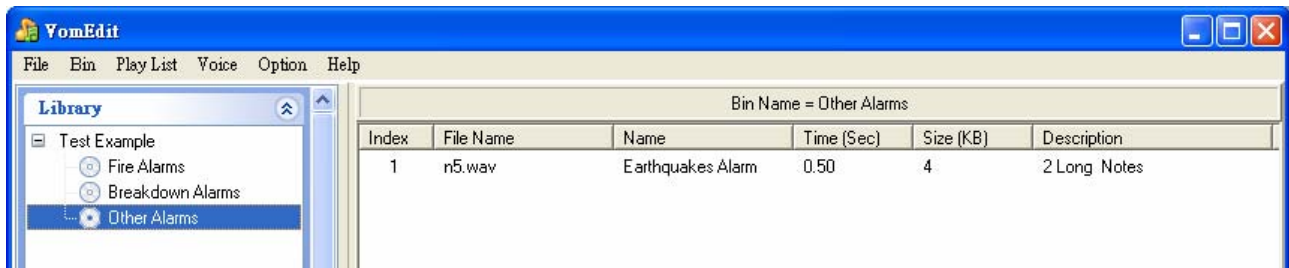 VomEdit
File Bin Play List Voice Option Help
Library
Test Example
Fire Alarms
Breakdown Alarms
Other Alarms
Bin Name = Other Alarms
Index File Name Name Time (Sec) Size (KB) Description
1 n5.wav Earthquakes Alarm 0.50 4 2 Long Notes